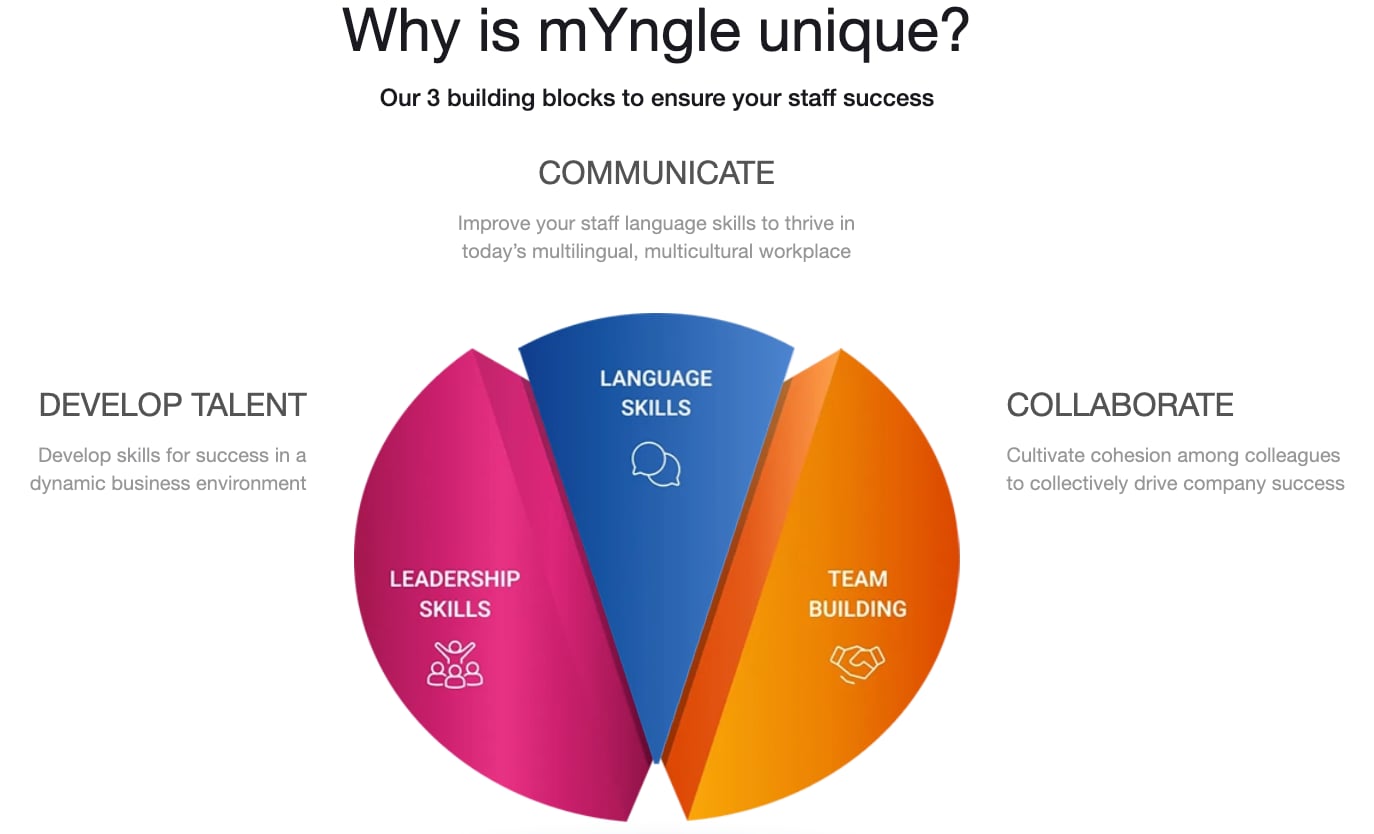 Why is mYngle unique?
Our 3 building blocks to ensure your staff success
COMMUNICATE
Improve your staff language skills to thrive in
today’s multilingual, multicultural workplace
DEVELOP TALENT
Develop skills for success in a
dynamic business environment
LANGUAGE
SKILLS
COLLABORATE
Cultivate cohesion among colleagues
to collectively drive company success
LEADERSHIP
SKILLS
TEAM
BUILDING